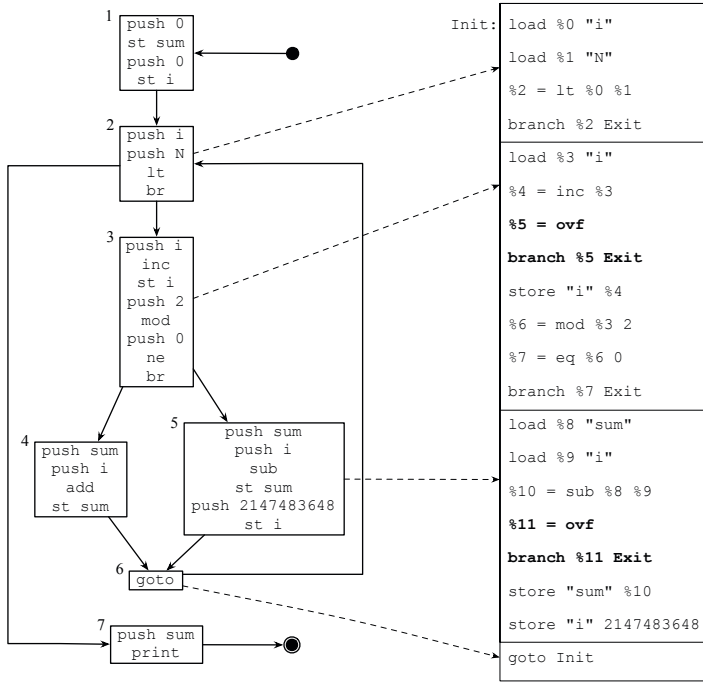 1
push 0
st sum
push 0
st i
2
push i
push N
lt
br
3
push i
inc
st i
push 2
mod
push 0
ne
br
4
push sum
push i
add
st sum
5
push sum
push i
sub
st sum
push 2147483648
st i
6
goto
7
push sum
print
Init: load %0 "i"
load %1 "N"
%2 = lt %0 %1
branch %2 Exit
load %3 "i"
%4 = inc %3
%5 = ovf
branch %5 Exit
store "i" %4
%6 = mod %3 2
%7 = eq %6 0
branch %7 Exit
load %8 "sum"
load %9 "i"
%10 = sub %8 %9
%11 = ovf
branch %11 Exit
store "sum" %10
store "i" 2147483648
goto Init